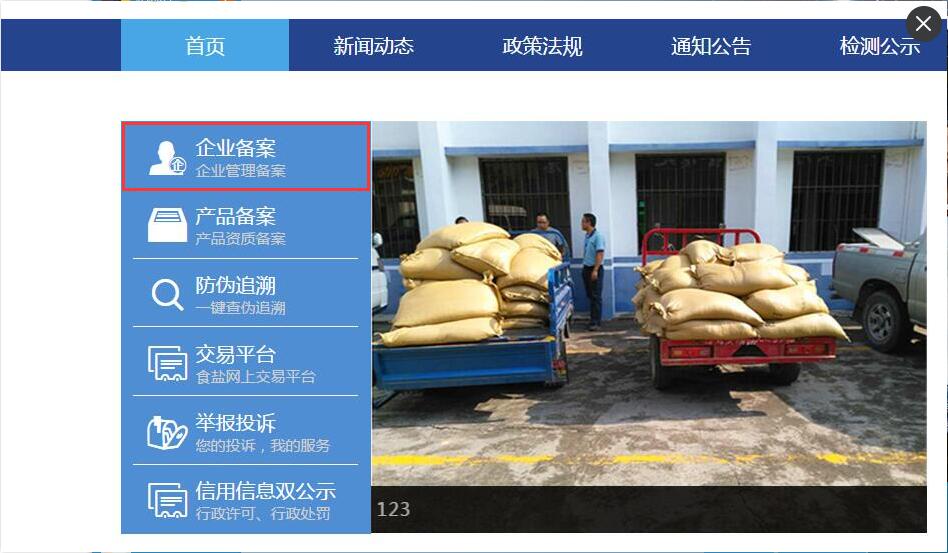 首页
新闻动态
政策法规
通知公告
检测公示
企业备案
企
企业管理备案
产品备案
产品资质备案
防伪追溯
一键查伪追溯
交易平台
食盐网上交易平台
举报投诉
您的投诉，我的服务
信用信息双公示
行政许可、行政处罚
123